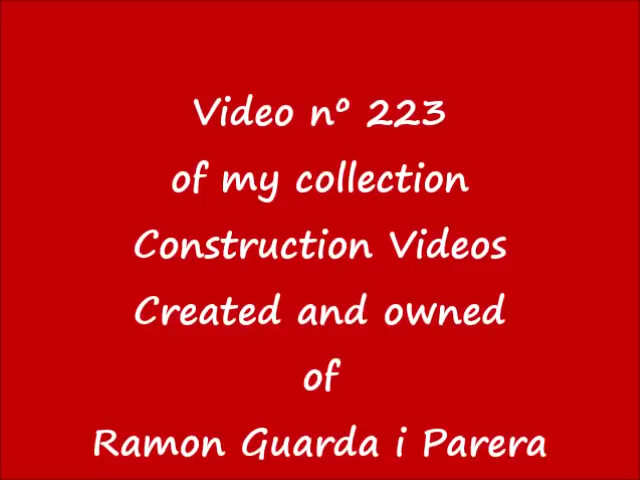 Video nº 223
of my collection
Construction Videos
Created and owned
of
Ramon Guarda i Parera